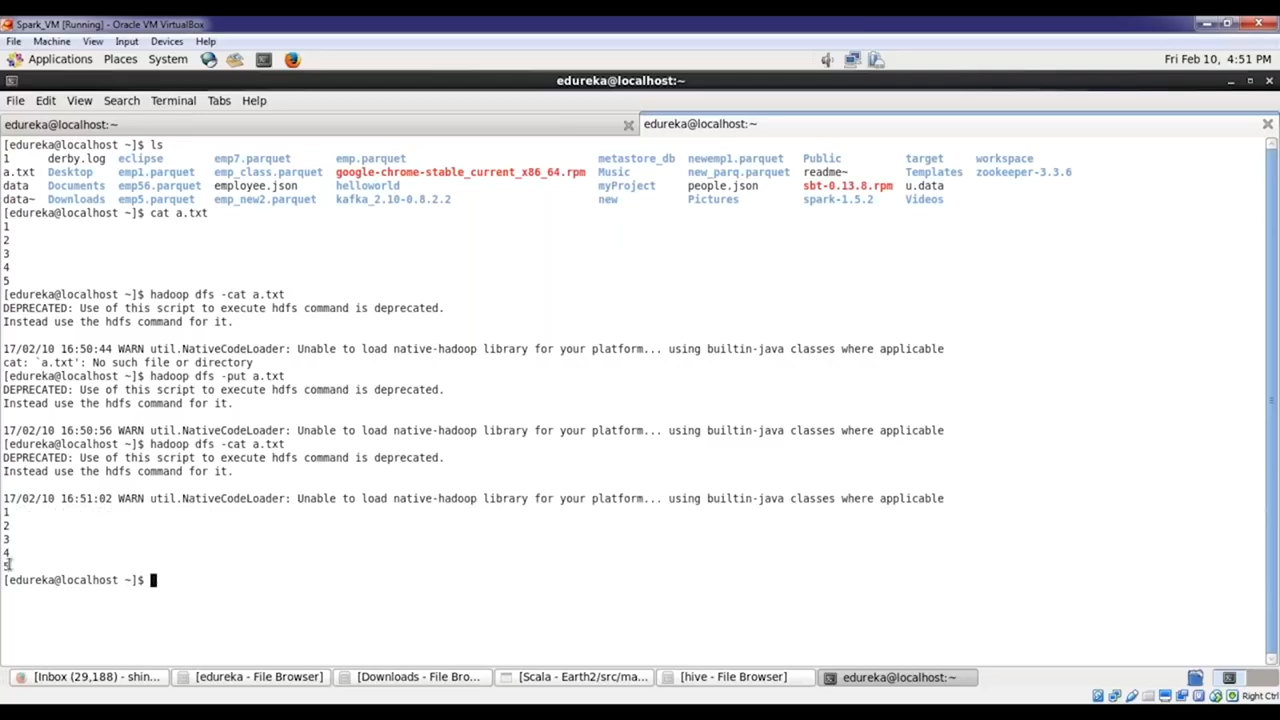 Spark_VM [Running] - Oracle VM VirtualBox
File Machine View Input Devices Help
Applications Places System Fri Feb 10, 4:51 PM
edureka@localhost:~
File Edit View Search Terminal Tabs Help
edureka@localhost:~ edureka@localhost:~
[edureka@localhost ~]$ ls
1 derby.log eclipse emp7.parquet emp.parquet metastore_db newemp1.parquet Public target workspace
a.txt Desktop emp1.parquet emp_class.parquet google-chrome-stable_current_x86_64.rpm Music new_parq.parquet readme~ Templates zookeeper-3.3.6
data Documents emp56.parquet employee.json helloworld myProject people.json sbt-0.13.8.rpm u.data
data~ Downloads emp5.parquet emp_new2.parquet kafka_2.10-0.8.2.2 new Pictures spark-1.5.2 Videos
[edureka@localhost ~]$ cat a.txt
1
2
3
4
5
[edureka@localhost ~]$ hadoop dfs -cat a.txt
DEPRECATED: Use of this script to execute hdfs command is deprecated.
Instead use the hdfs command for it.
17/02/10 16:50:44 WARN util.NativeCodeLoader: Unable to load native-hadoop library for your platform... using builtin-java classes where applicable
cat: `a.txt': No such file or directory
[edureka@localhost ~]$ hadoop dfs -put a.txt
DEPRECATED: Use of this script to execute hdfs command is deprecated.
Instead use the hdfs command for it.
17/02/10 16:50:56 WARN util.NativeCodeLoader: Unable to load native-hadoop library for your platform... using builtin-java classes where applicable
[edureka@localhost ~]$ hadoop dfs -cat a.txt
DEPRECATED: Use of this script to execute hdfs command is deprecated.
Instead use the hdfs command for it.
17/02/10 16:51:02 WARN util.NativeCodeLoader: Unable to load native-hadoop library for your platform... using builtin-java classes where applicable
1
2
3
4
5
[edureka@localhost ~]$
[Inbox (29,188) - shin... [edureka - File Browser] [Downloads - File Bro... [Scala - Earth2/src/ma... [hive - File Browser] edureka@localhost:~
Right Ctrl